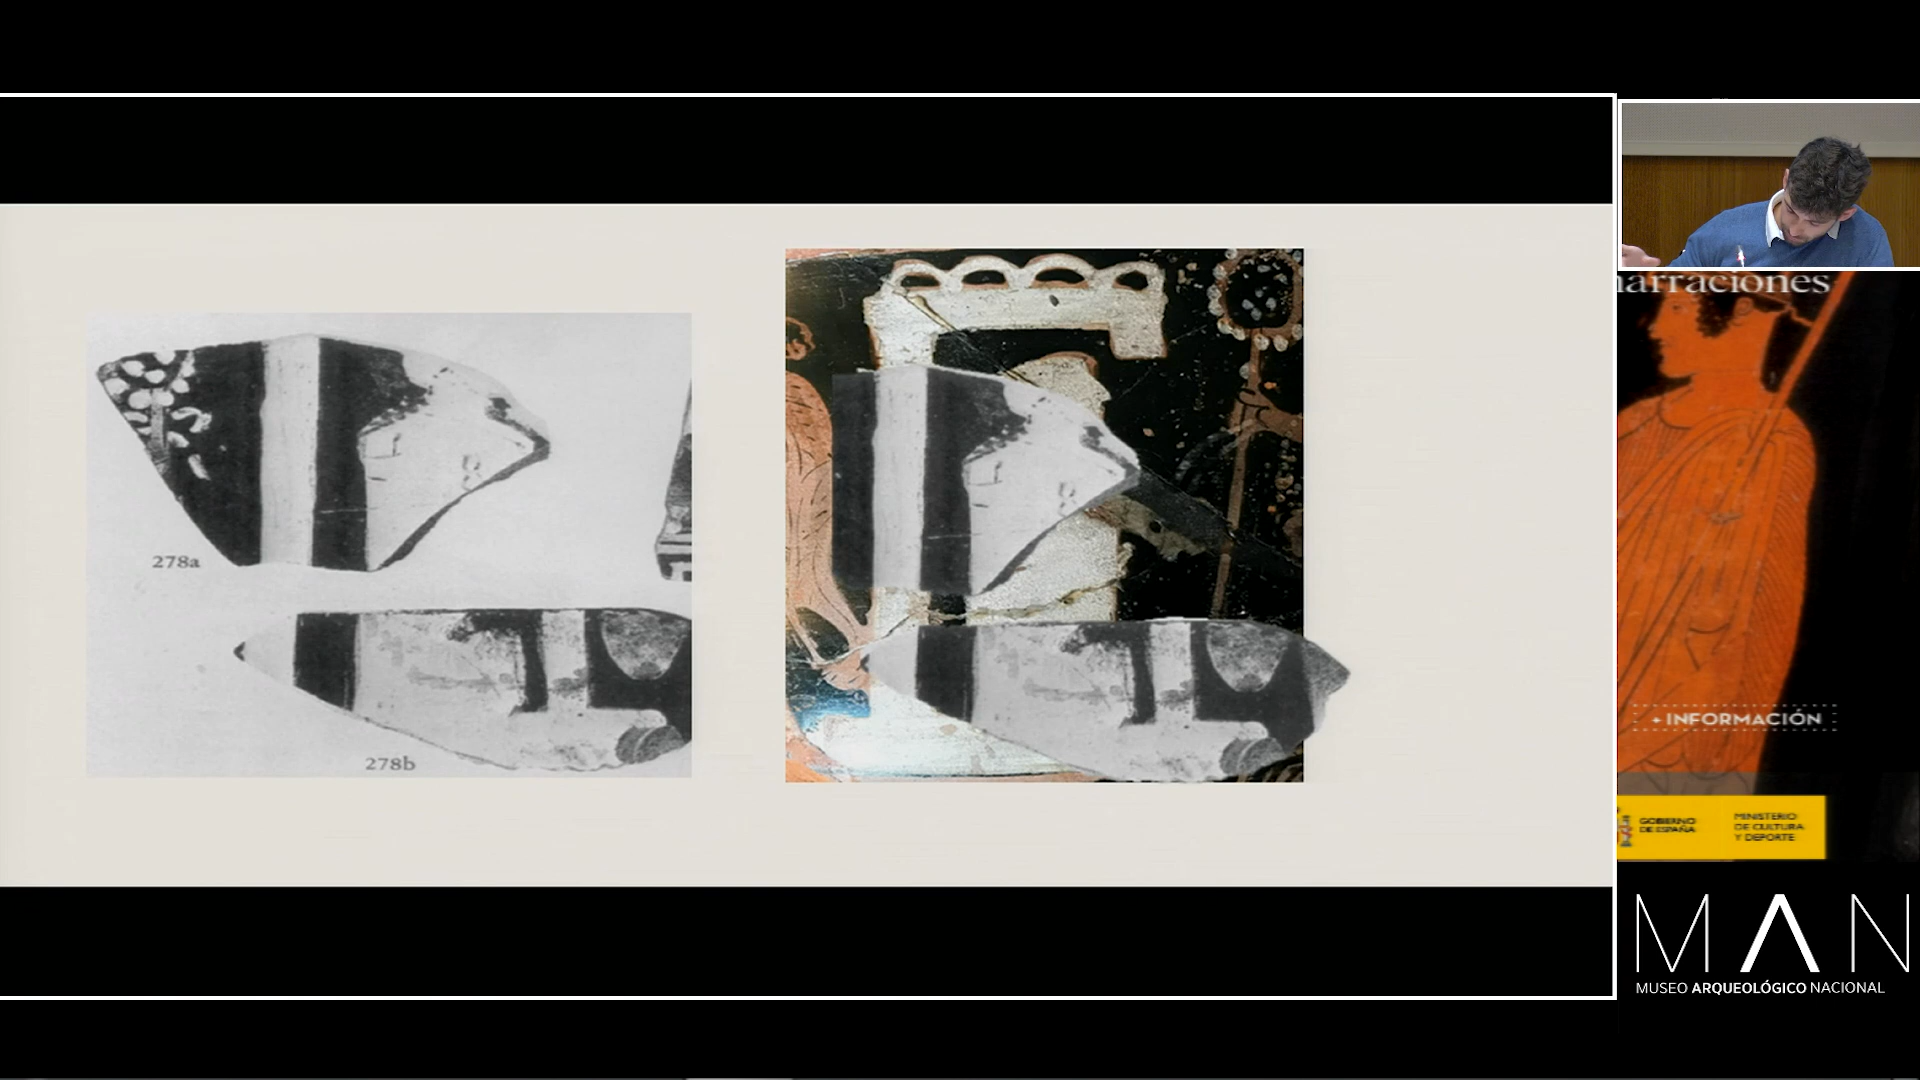 278a
278b
narraciones
+ INFORMACIÓN
GOBIERNO
DE ESPAÑA
MINISTERIO
DE CULTURA
Y DEPORTE
MAN
MUSEO ARQUEOLÓGICO NACIONAL